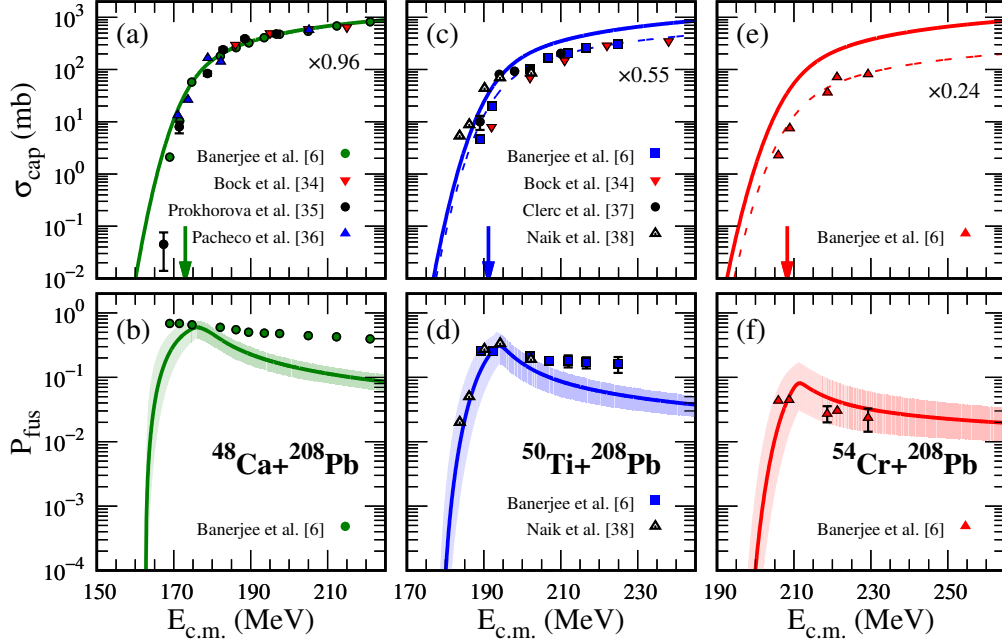 (a)
(c)
(e)
10³
10²
10¹
10⁰
10⁻¹
10⁻²
σcap (mb)
×0.96
×0.55
×0.24
Banerjee et al. [6]
Bock et al. [34]
Prokhorova et al. [35]
Pacheco et al. [36]
Banerjee et al. [6]
Bock et al. [34]
Clerc et al. [37]
Naik et al. [38]
Banerjee et al. [6]
(b)
(d)
(f)
10⁰
10⁻¹
10⁻²
10⁻³
10⁻⁴
Pfus
⁴⁸Ca+²⁰⁸Pb
⁵⁰Ti+²⁰⁸Pb
⁵⁴Cr+²⁰⁸Pb
Banerjee et al. [6]
Banerjee et al. [6]
Naik et al. [38]
Banerjee et al. [6]
150 170 190 210
170 190 210 230
190 210 230 250
Ec.m. (MeV)
Ec.m. (MeV)
Ec.m. (MeV)